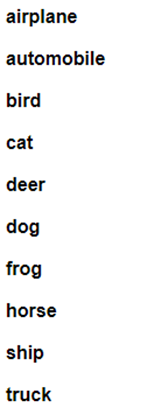 airplane
automobile
bird
cat
deer
dog
frog
horse
ship
truck